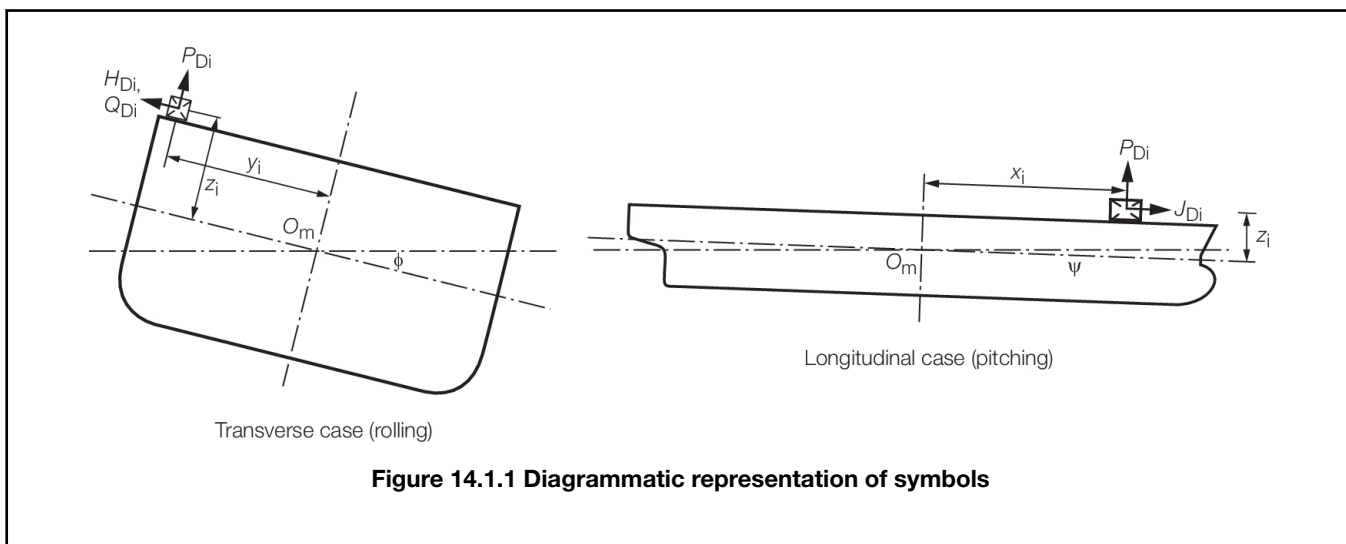 P_Di
H_Di,
Q_Di
y_i
z_i
O_m
ϕ
Transverse case (rolling)
P_Di
x_i
J_Di
z_i
O_m
ψ
Longitudinal case (pitching)
Figure 14.1.1 Diagrammatic representation of symbols